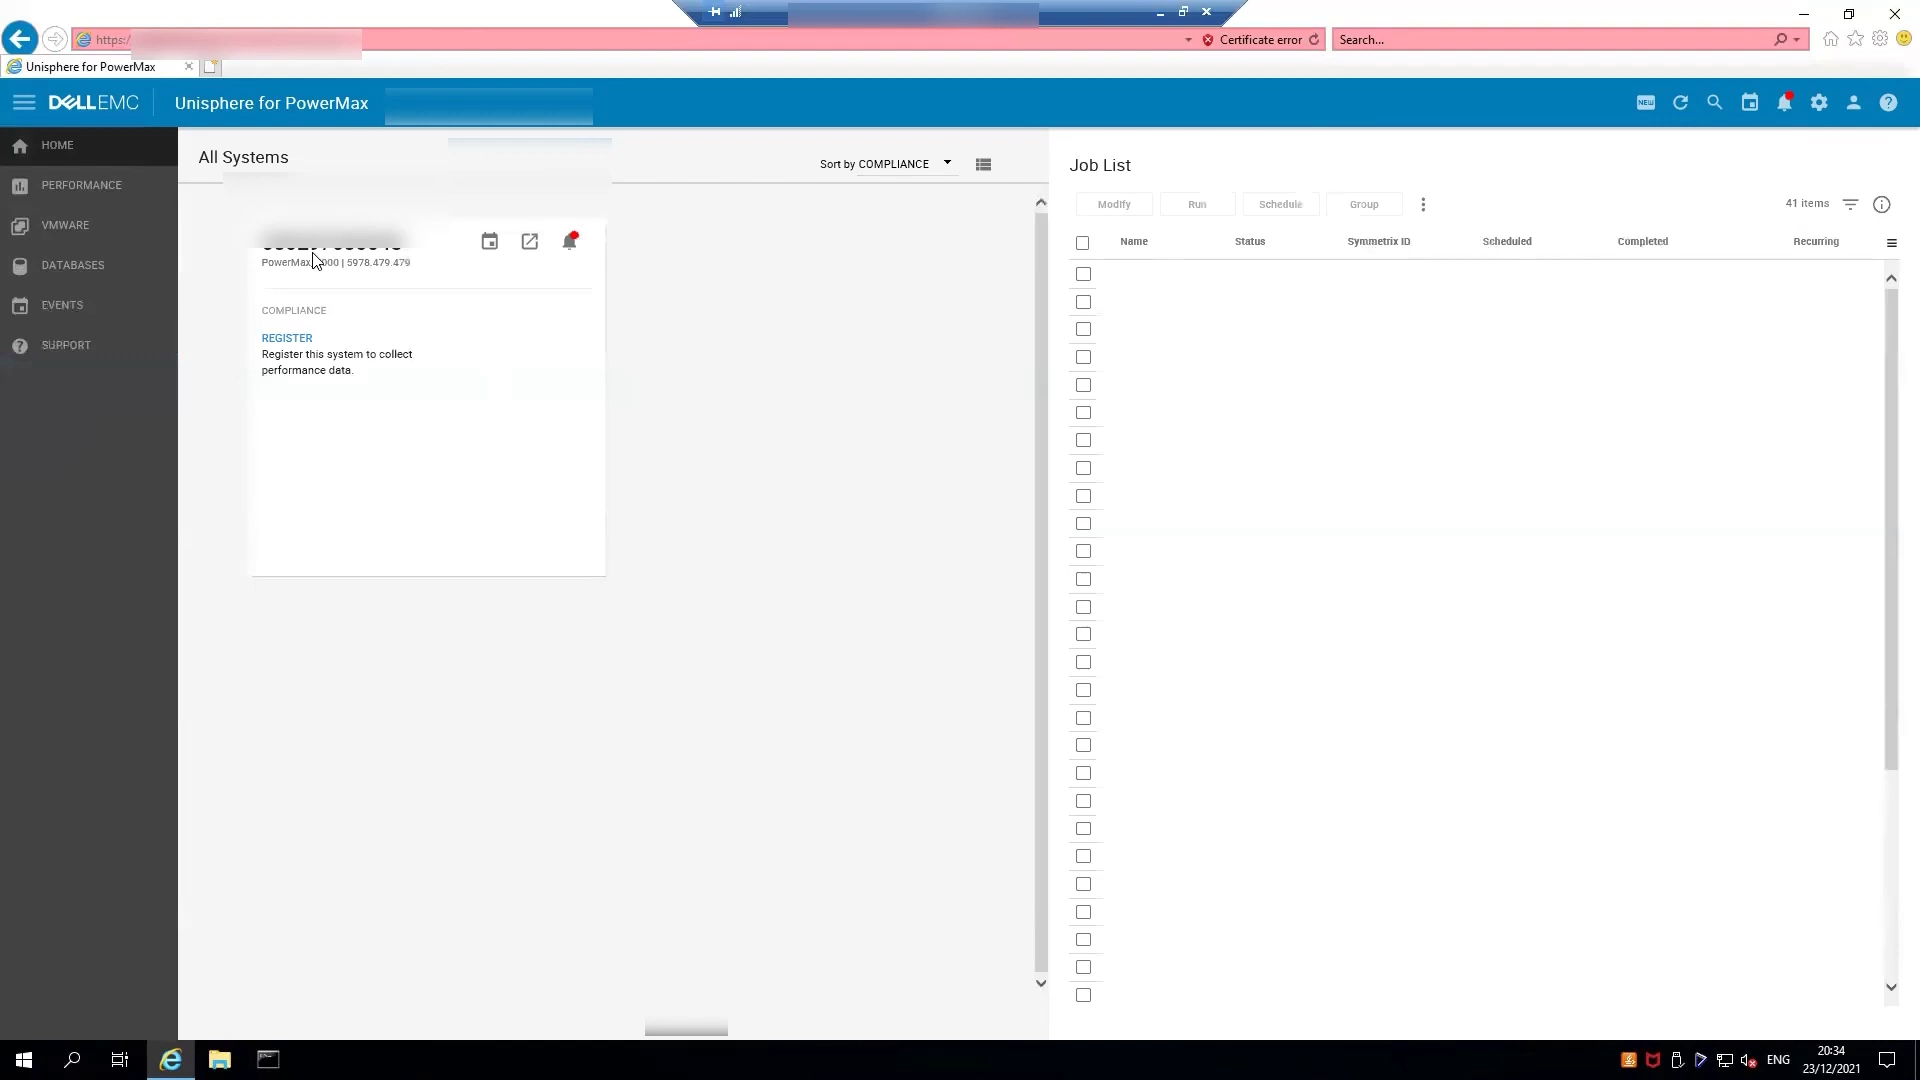 https:/
Certificate error
Search...
Unisphere for PowerMax
DELLEMC
Unisphere for PowerMax
NEW
HOME
PERFORMANCE
VMWARE
DATABASES
EVENTS
SUPPORT
All Systems
Sort by COMPLIANCE
5978.479.479
COMPLIANCE
REGISTER
Register this system to collect
performance data.
Job List
Modify
Run
Schedule
Group
41 items
Name
Status
Symmetrix ID
Scheduled
Completed
Recurring
ENG
20:34
23/12/2021